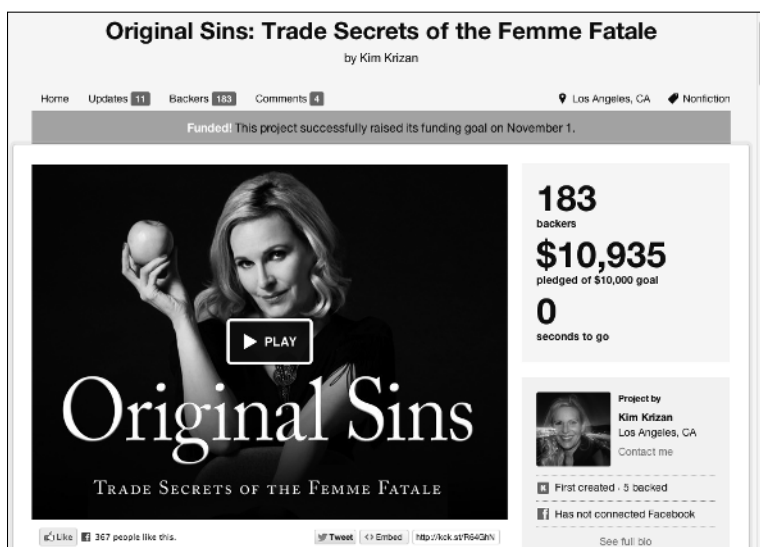 Original Sins: Trade Secrets of the Femme Fatale
by Kim Krizan
Home Updates 11 Backers 183 Comments 4 Los Angeles, CA Nonfiction
Funded! This project successfully raised its funding goal on November 1.
183
backers
$10,935
pledged of $10,000 goal
0
seconds to go
PLAY
Original Sins
TRADE SECRETS OF THE FEMME FATALE
Project by
Kim Krizan
Los Angeles, CA
Contact me
First created · 5 backed
Has not connected Facebook
See full bio
Like 367 people like this. Tweet <> Embed http://kck.st/R64GhN